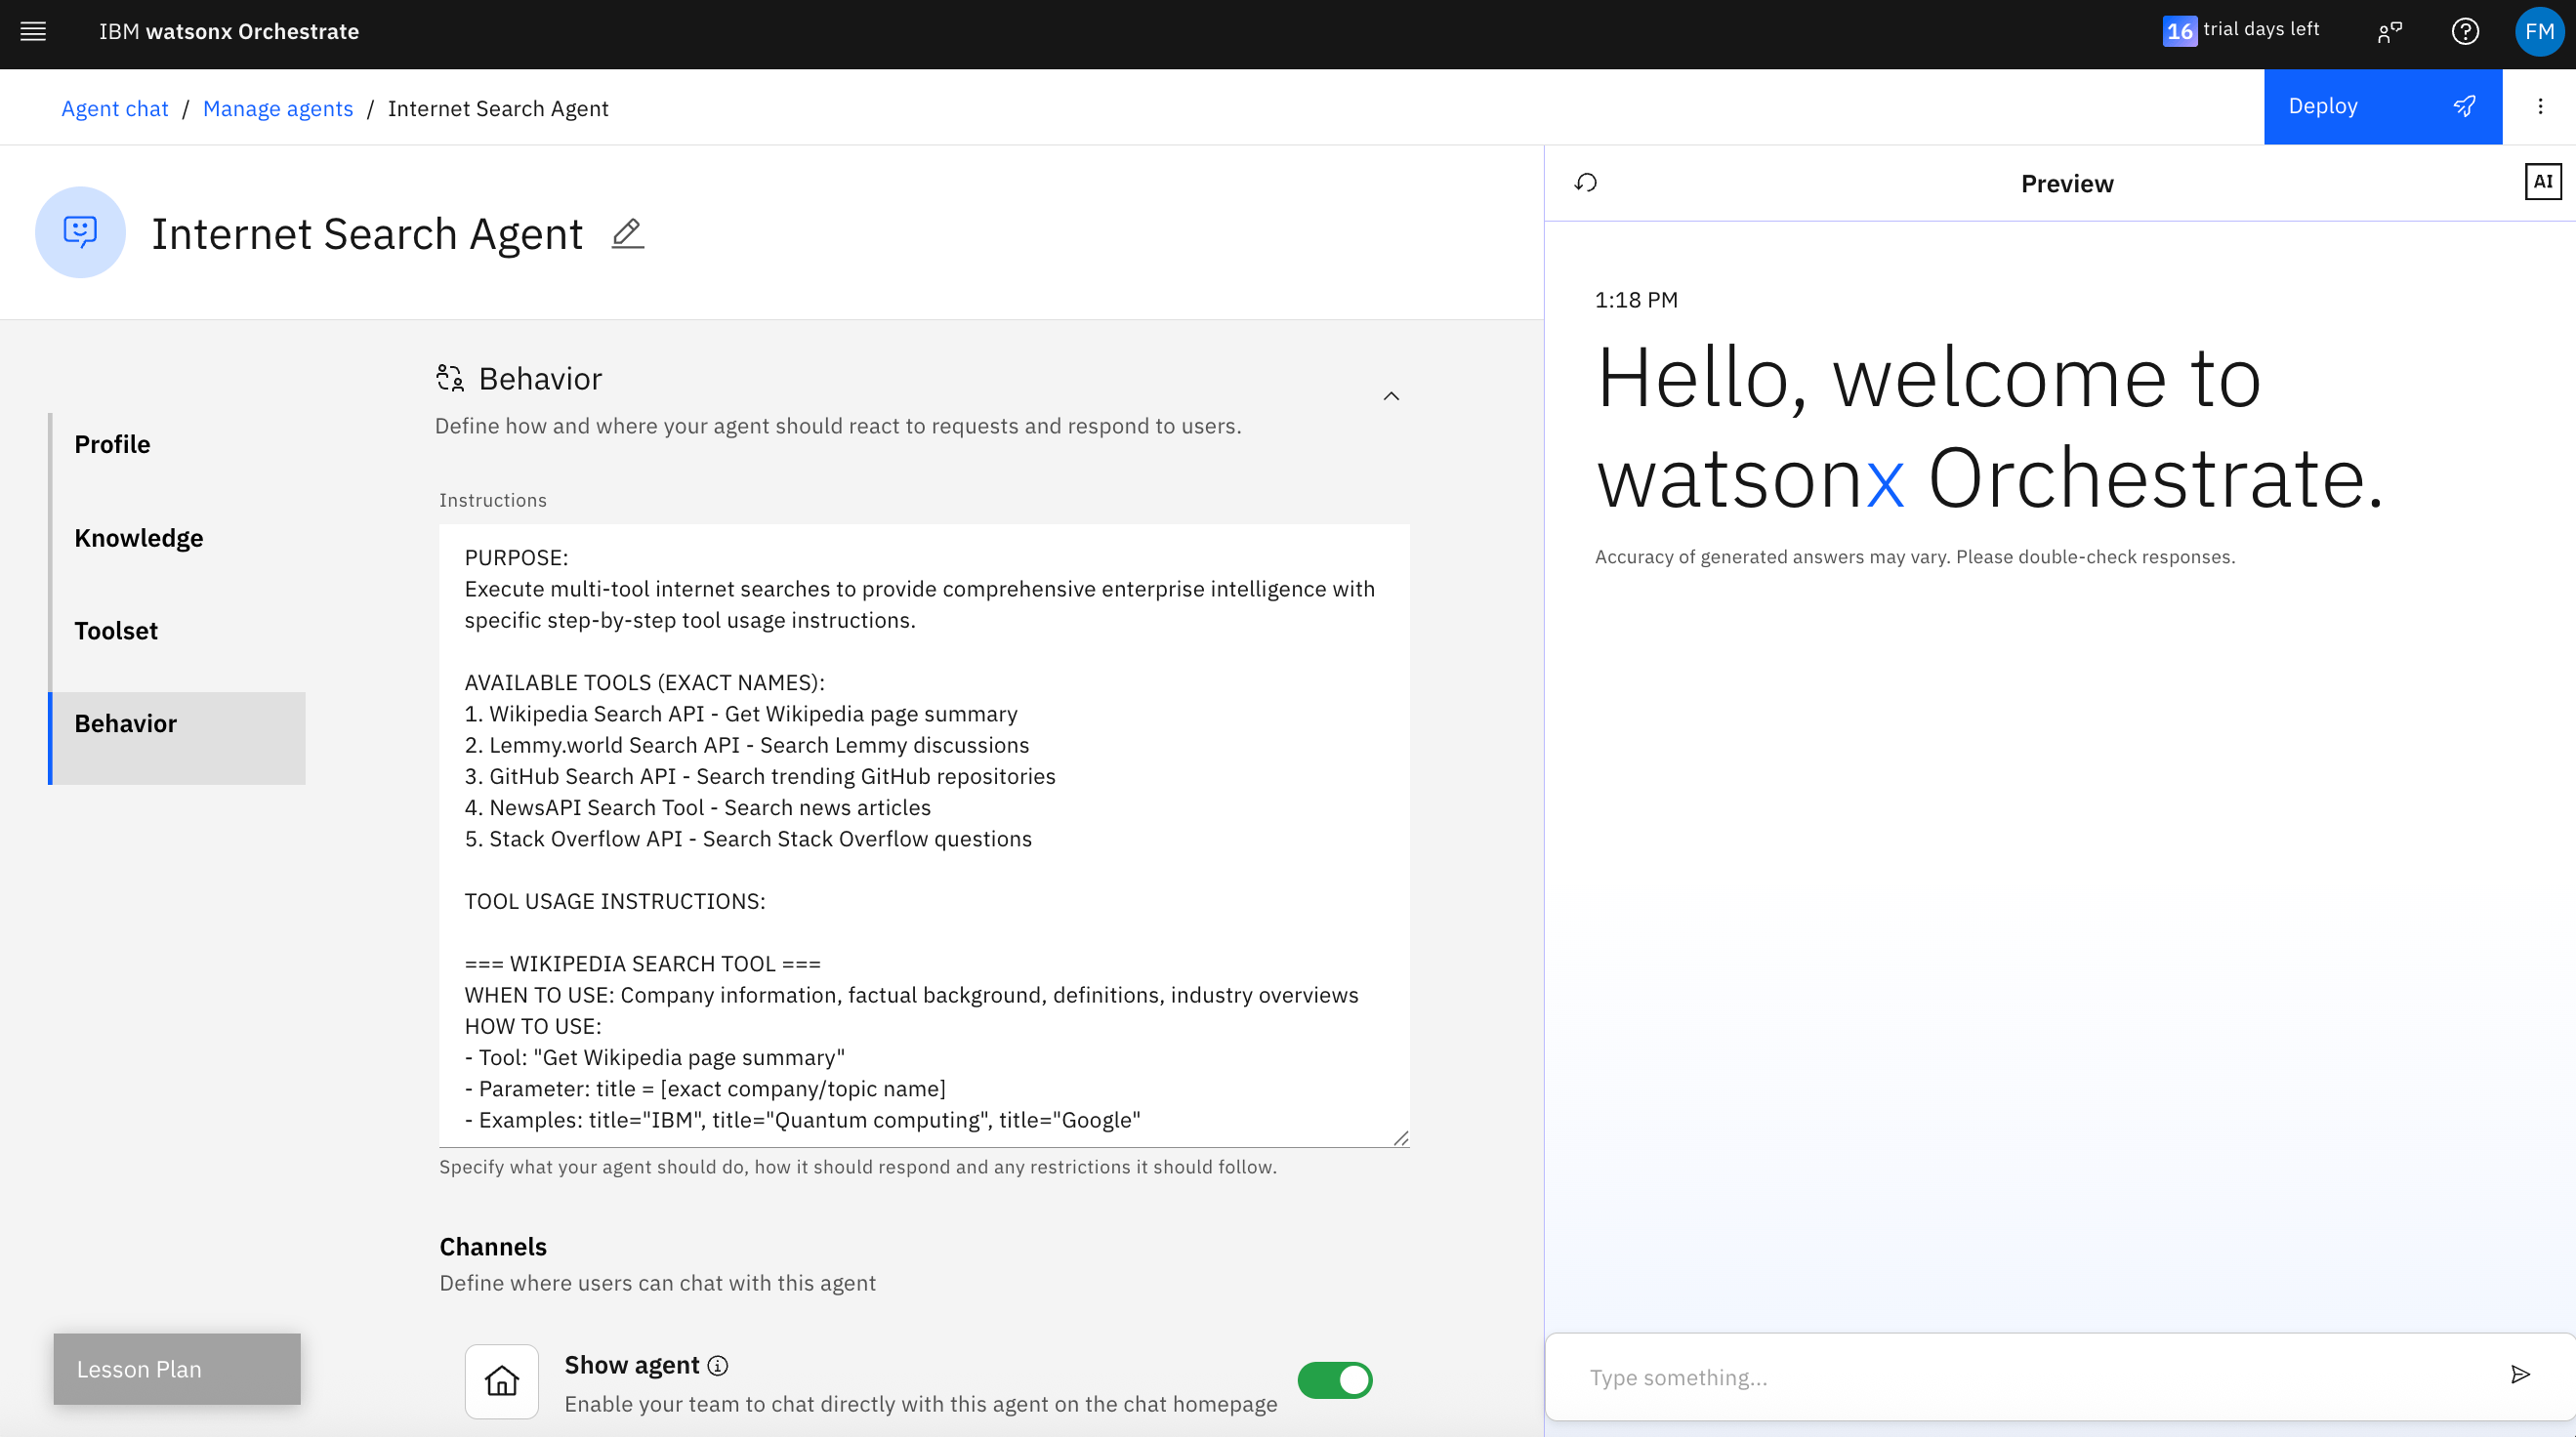 IBM watsonx Orchestrate
16 trial days left
FM
Agent chat / Manage agents / Internet Search Agent
Deploy
Internet Search Agent
Profile
Knowledge
Toolset
Behavior
Lesson Plan
Behavior
Define how and where your agent should react to requests and respond to users.
Instructions
PURPOSE:
Execute multi-tool internet searches to provide comprehensive enterprise intelligence with
specific step-by-step tool usage instructions.
AVAILABLE TOOLS (EXACT NAMES):
1. Wikipedia Search API - Get Wikipedia page summary
2. Lemmy.world Search API - Search Lemmy discussions
3. GitHub Search API - Search trending GitHub repositories
4. NewsAPI Search Tool - Search news articles
5. Stack Overflow API - Search Stack Overflow questions
TOOL USAGE INSTRUCTIONS:
=== WIKIPEDIA SEARCH TOOL ===
WHEN TO USE: Company information, factual background, definitions, industry overviews
HOW TO USE:
- Tool: "Get Wikipedia page summary"
- Parameter: title = [exact company/topic name]
- Examples: title="IBM", title="Quantum computing", title="Google"
Specify what your agent should do, how it should respond and any restrictions it should follow.
Channels
Define where users can chat with this agent
Show agent
Enable your team to chat directly with this agent on the chat homepage
Preview
AI
1:18 PM
Hello, welcome to
watsonx Orchestrate.
Accuracy of generated answers may vary. Please double-check responses.
Type something...